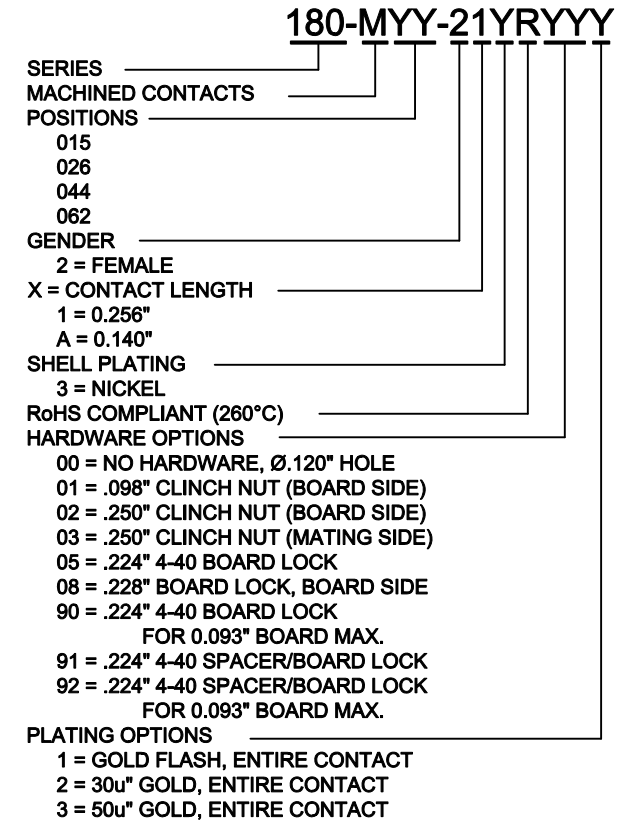 180-MYY-21YRYYY
SERIES
MACHINED CONTACTS
POSITIONS
015
026
044
062
GENDER
2 = FEMALE
X = CONTACT LENGTH
1 = 0.256"
A = 0.140"
SHELL PLATING
3 = NICKEL
RoHS COMPLIANT (260°C)
HARDWARE OPTIONS
00 = NO HARDWARE, Ø.120" HOLE
01 = .098" CLINCH NUT (BOARD SIDE)
02 = .250" CLINCH NUT (BOARD SIDE)
03 = .250" CLINCH NUT (MATING SIDE)
05 = .224" 4-40 BOARD LOCK
08 = .228" BOARD LOCK, BOARD SIDE
90 = .224" 4-40 BOARD LOCK
FOR 0.093" BOARD MAX.
91 = .224" 4-40 SPACER/BOARD LOCK
92 = .224" 4-40 SPACER/BOARD LOCK
FOR 0.093" BOARD MAX.
PLATING OPTIONS
1 = GOLD FLASH, ENTIRE CONTACT
2 = 30u" GOLD, ENTIRE CONTACT
3 = 50u" GOLD, ENTIRE CONTACT